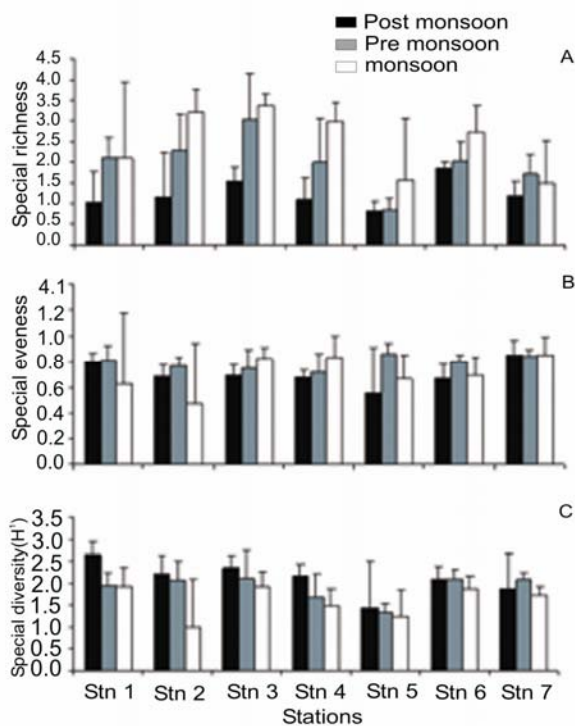 Post monsoon
Pre monsoon
monsoon
A
Special richness
4.5
4.0
3.5
3.0
2.5
2.0
1.5
1.0
0.5
0.0
B
Special eveness
4.1
1.2
1.0
0.8
0.6
0.4
0.2
0.0
C
Special diversity(H¹)
3.5
3.0
2.5
2.0
1.5
1.0
0.5
0.0
Stn 1 Stn 2 Stn 3 Stn 4 Stn 5 Stn 6 Stn 7
Stations